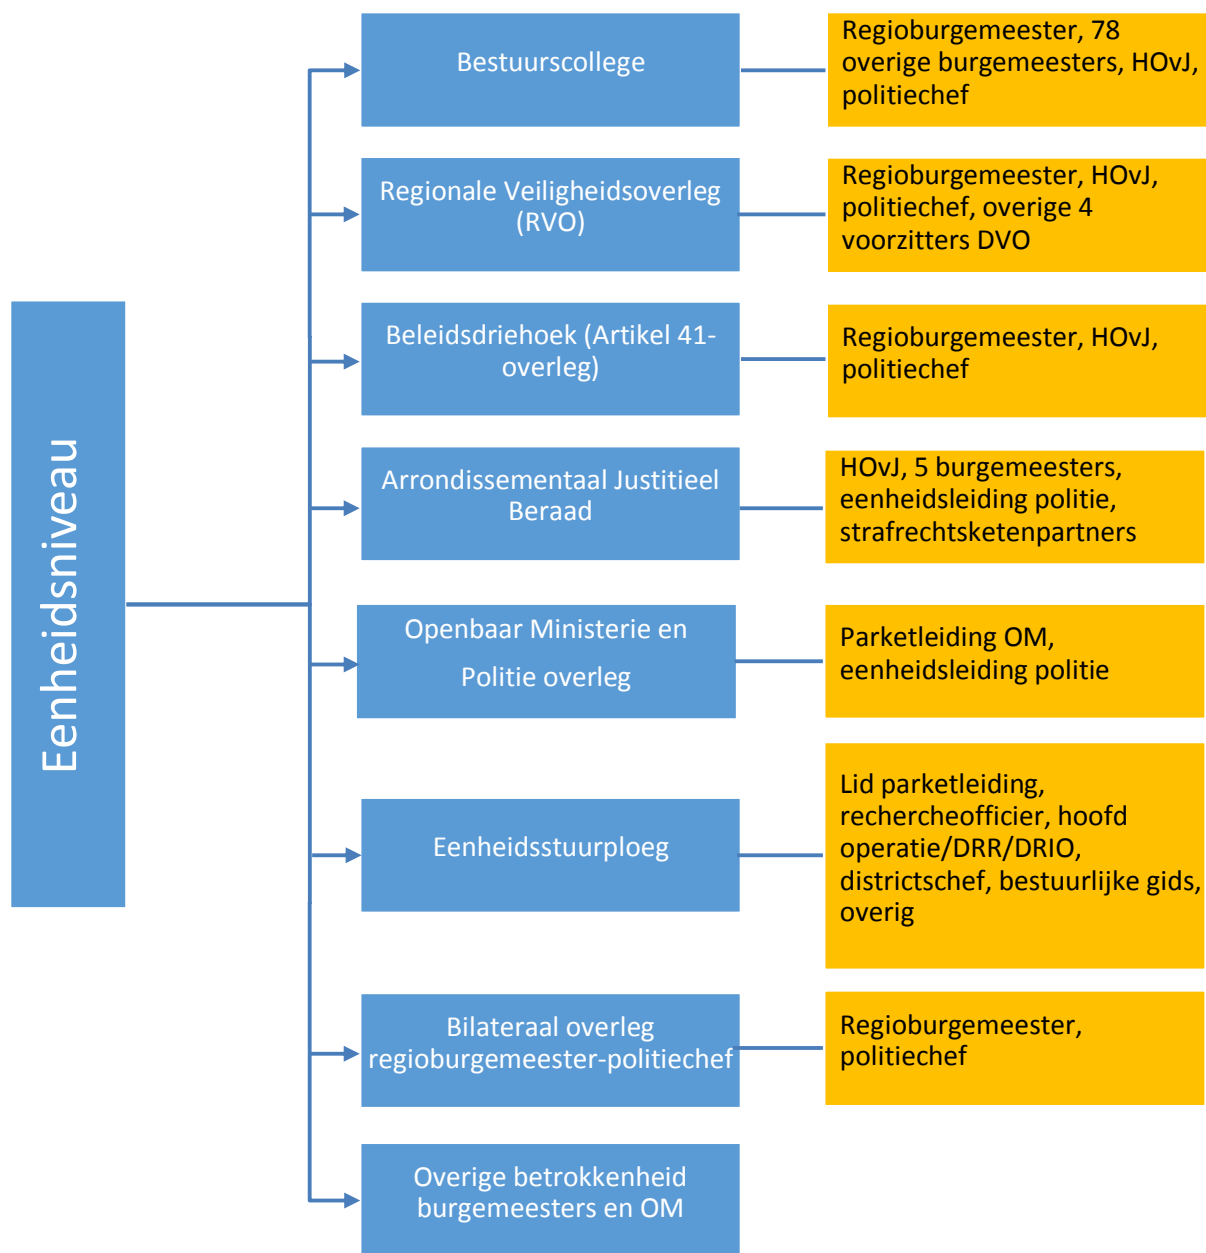 Eenheidsniveau
Bestuurscollege
Regioburgemeester, 78
overige burgemeesters, HOvJ,
politiechef
Regionale Veiligheidsoverleg
(RVO)
Regioburgemeester, HOvJ,
politiechef, overige 4
voorzitters DVO
Beleidsdriehoek (Artikel 41-
overleg)
Regioburgemeester, HOvJ,
politiechef
Arrondissementaal Justitieel
Beraad
HOvJ, 5 burgemeesters,
eenheidsleiding politie,
strafrechtsketenpartners
Openbaar Ministerie en
Politie overleg
Parketleiding OM,
eenheidsleiding politie
Eenheidsstuurploeg
Lid parketleiding,
rechercheofficier, hoofd
operatie/DRR/DRIO,
districtschef, bestuurlijke gids,
overig
Bilateraal overleg
regioburgemeester-politiechef
Regioburgemeester,
politiechef
Overige betrokkenheid
burgemeesters en OM